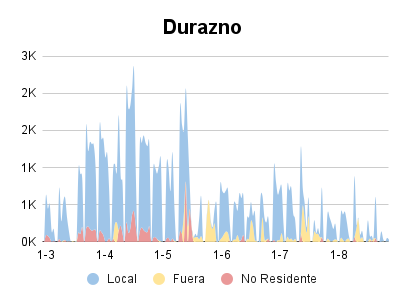 Durazno
3K
2K
2K
1K
1K
0K
1-3 1-4 1-5 1-6 1-7 1-8
Local Fuera No Residente